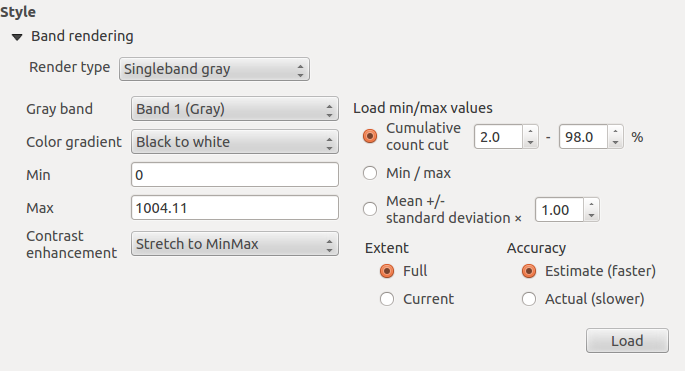 Style
Band rendering
Render type Singleband gray
Gray band Band 1 (Gray)
Color gradient Black to white
Min 0
Max 1004.11
Contrast
enhancement Stretch to MinMax
Load min/max values
Cumulative
count cut 2.0 - 98.0 %
Min / max
Mean +/-
standard deviation × 1.00
Extent
Full
Current
Accuracy
Estimate (faster)
Actual (slower)
Load